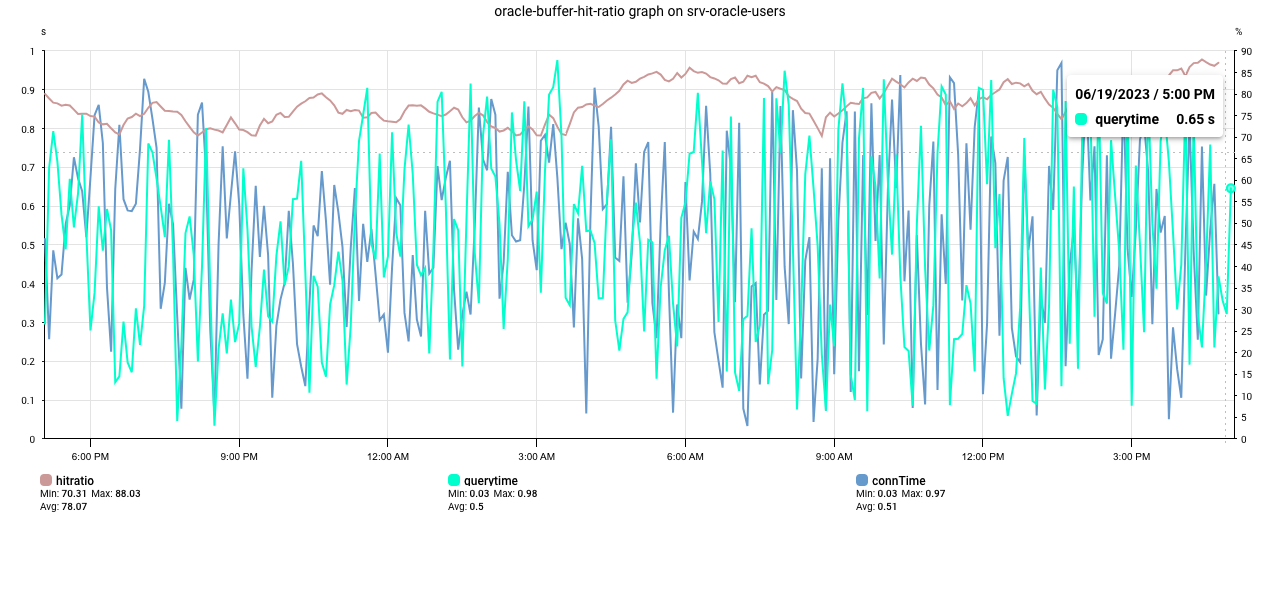 oracle-buffer-hit-ratio graph on srv-oracle-users
s %
1 90
0.9 85
0.8 80
0.7 75
0.6 70
0.5 65
0.4 60
0.3 55
0.2 50
0.1 45
0 40
35
30
25
20
15
10
5
0
06/19/2023 / 5:00 PM
querytime 0.65 s
6:00 PM 9:00 PM 12:00 AM 3:00 AM 6:00 AM 9:00 AM 12:00 PM 3:00 PM
hitratio querytime connTime
Min: 70.31 Max: 88.03 Min: 0.03 Max: 0.98 Min: 0.03 Max: 0.97
Avg: 78.07 Avg: 0.5 Avg: 0.51